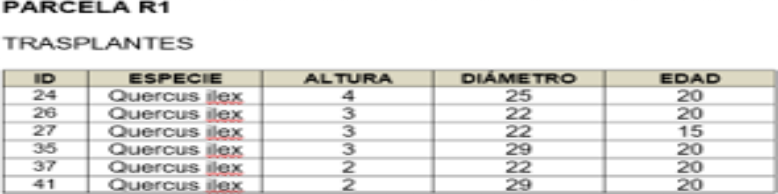 PARCELA R1
TRASPLANTES
ID ESPECIE ALTURA DIÁMETRO EDAD
24 Quercus ilex 4 25 20
26 Quercus ilex 3 22 20
27 Quercus ilex 3 22 15
35 Quercus ilex 3 29 20
37 Quercus ilex 2 22 20
41 Quercus ilex 2 29 20